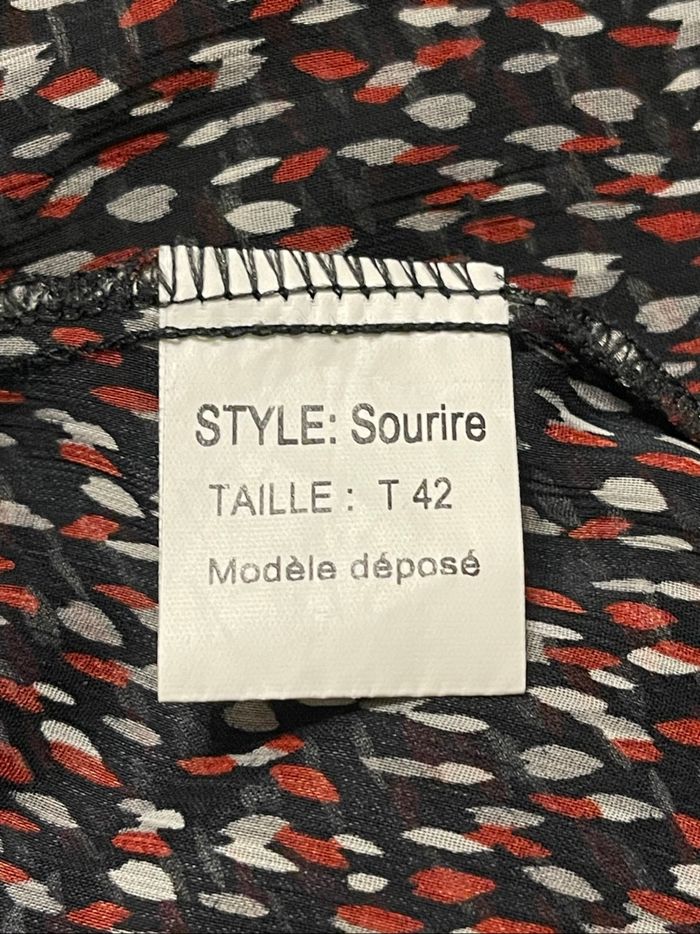 STYLE: Sourire
TAILLE : T 42
Modèle déposé